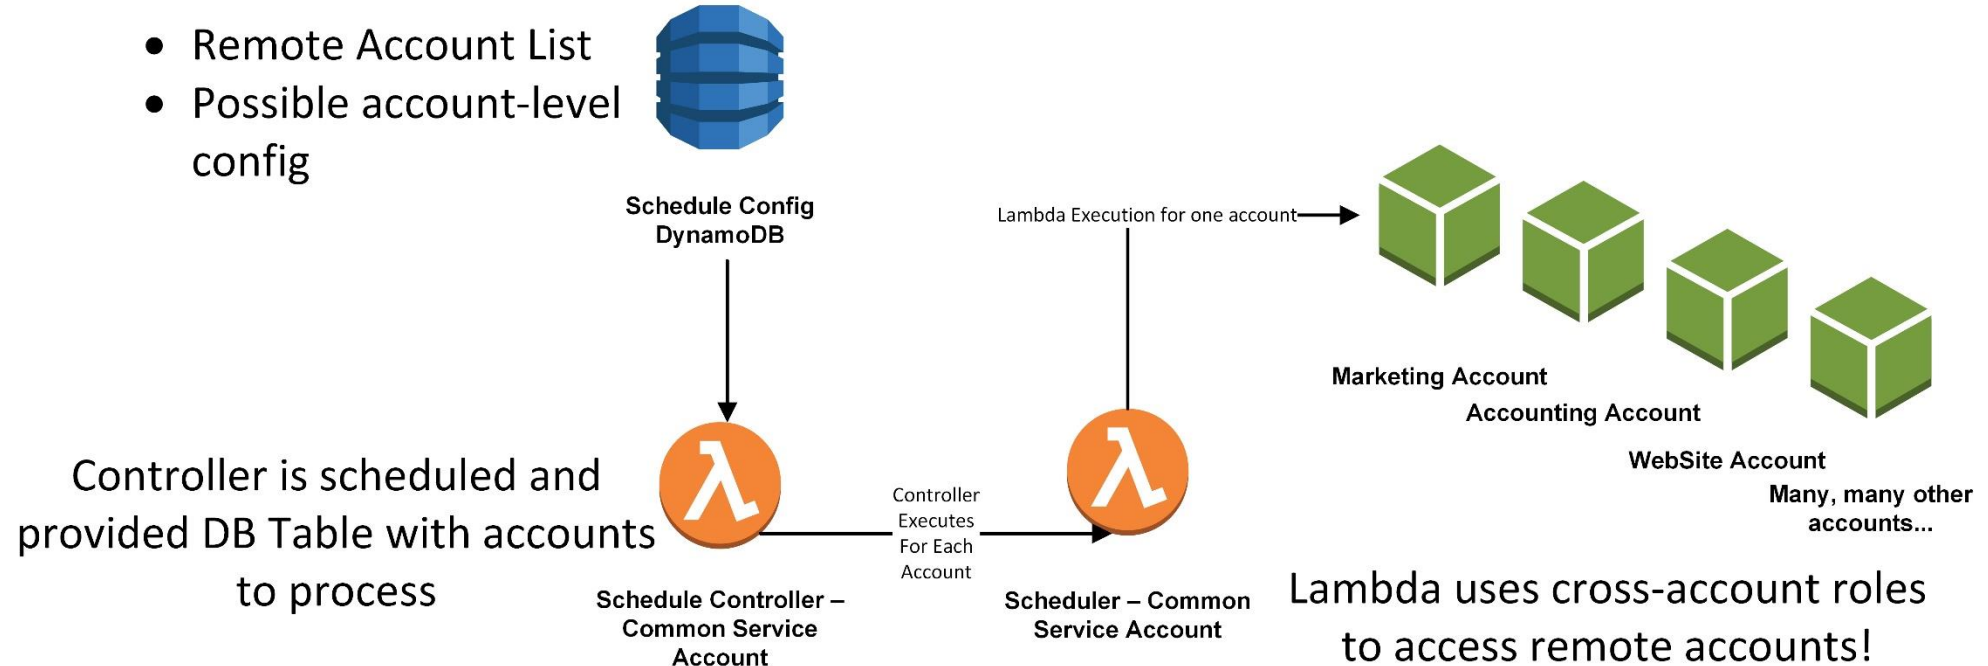 • Remote Account List
• Possible account-level
config
Schedule Config
DynamoDB
Lambda Execution for one account
Marketing Account
Accounting Account
WebSite Account
Many, many other
accounts...
Controller is scheduled and
provided DB Table with accounts
to process
Controller
Executes
For Each
Account
Schedule Controller –
Common Service
Account
Scheduler – Common
Service Account
Lambda uses cross-account roles
to access remote accounts!